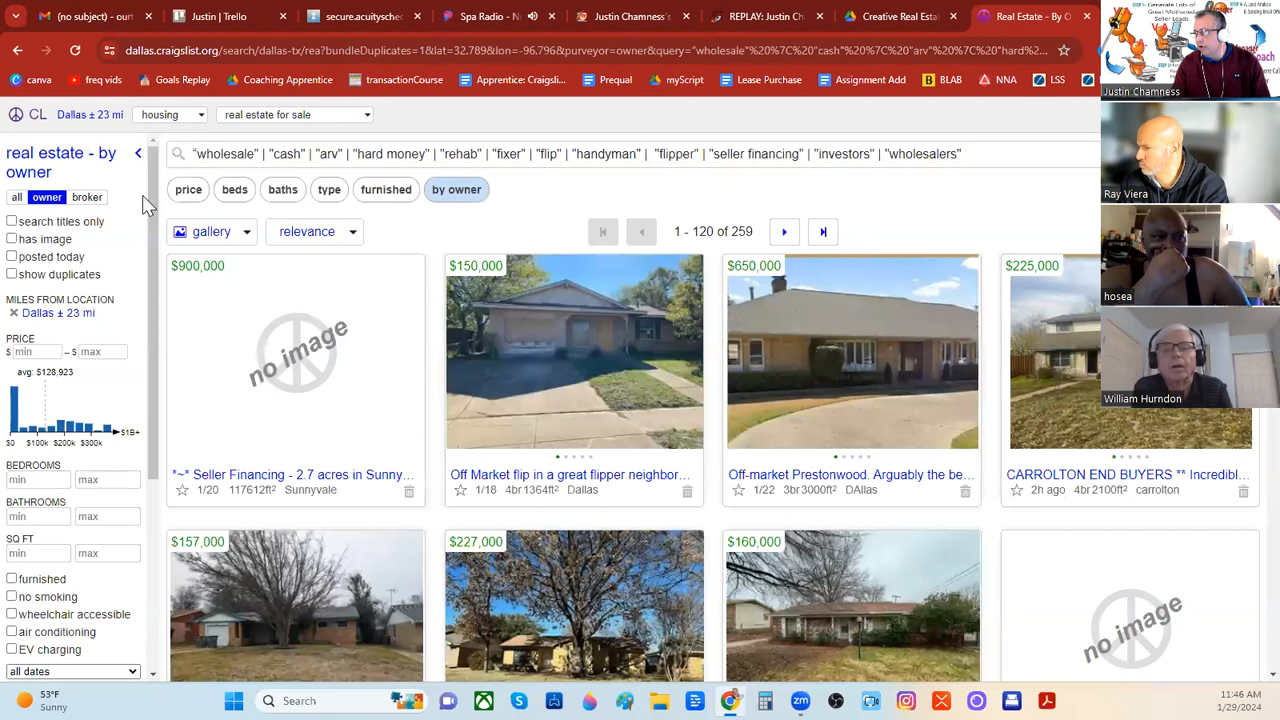 (no subject) - ourt
Justin | Trello
secure.acuitysched
Justin Chamness's
REPLAY: Justin Ch
Creative Real Esta
Real Estate - By O
dallas.craigslist.org/search/dallas-tx/rea?bundleDuplicates=1&lat=32.789&lon=-96.796&purveyor=owner&query="wholesale"%20%7C%20"cash"%20%7C%20"arv"%20%7C%20"hard%20m...
canva
freq vids
Goals Replay
Coaching Apprentice
transactionCourse
Apprentice: Craigsli...
Prequal
myScript
Lease Purchase
Assignment Add
BLAB
NNA
LSS
CL
Dallas ± 23 mi
housing
real estate for sale
real estate - by
owner
"wholesale" | "cash" | "arv" | "hard money" | "rehab" | "fixer" | "flip" | "handyman" | "flipper" | "seller financing" | "investors" | "wholesalers"
all owner broker
price beds baths type furnished by owner
search titles only
has image
posted today
show duplicates
gallery
relevance
1 - 120 of 259
MILES FROM LOCATION
Dallas ± 23 mi
PRICE
$ min – $ max
avg: $128,923
$0 $100k $200k $300k $1B+
BEDROOMS
min max
BATHROOMS
min max
SQ FT
min max
furnished
no smoking
wheelchair accessible
air conditioning
EV charging
all dates
$900,000
no image
*~* Seller Financing - 2.7 acres in Sunny...
1/20 117612ft² Sunnyvale
$150,000
Off Market flip in a great flipper neighbor...
1/18 4br1364ft² Dallas
$650,000
Off-market Prestonwood. Arguably the be...
1/22 3br3000ft² DAllas
$225,000
CARROLTON END BUYERS ** Incredibl...
2h ago 4br2100ft² carrolton
$157,000
$227,000
$160,000
no image
Justin Chamness
Ray Viera
hosea
William Hurndon
53°F
Sunny
Search
11:46 AM
1/29/2024